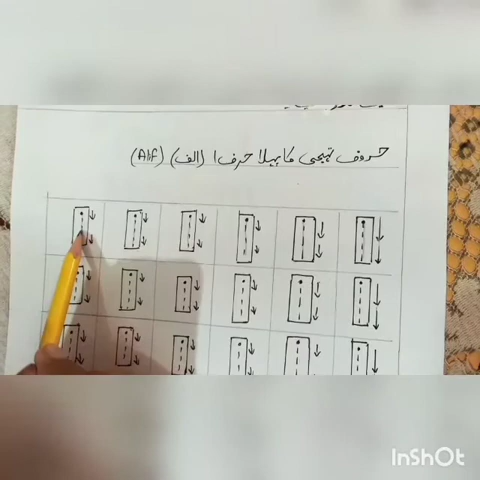 حروف تہجی کا پہلا حرف ا (الف) (Alif)
InShOt